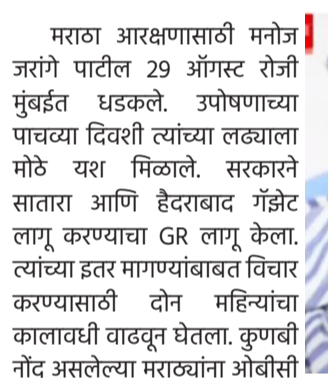 मराठा आरक्षणासाठी मनोज
जरांगे पाटील 29 ऑगस्ट रोजी
मुंबईत धडकले. उपोषणाच्या
पाचव्या दिवशी त्यांच्या लढ्याला
मोठे यश मिळाले. सरकारने
सातारा आणि हैदराबाद गॅझेट
लागू करण्याचा GR लागू केला.
त्यांच्या इतर मागण्यांबाबत विचार
करण्यासाठी दोन महिन्यांचा
कालावधी वाढवून घेतला. कुणबी
नोंद असलेल्या मराठ्यांना ओबीसी